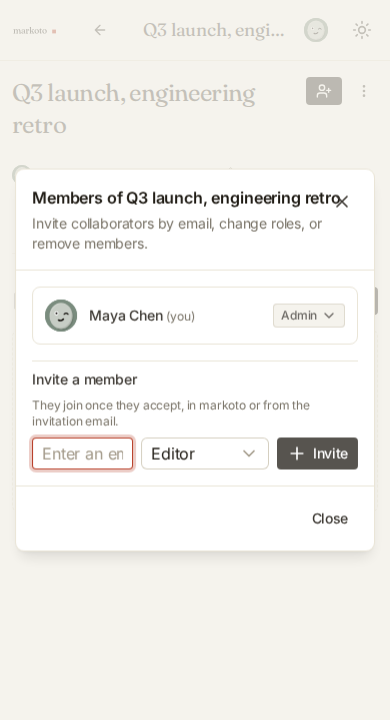 markoto
Q3 launch, engi...
Q3 launch, engineering
retro
Members of Q3 launch, engineering retro
Invite collaborators by email, change roles, or
remove members.
Maya Chen (you)
Admin
Invite a member
They join once they accept, in markoto or from the
invitation email.
Enter an en
Editor
Invite
Close